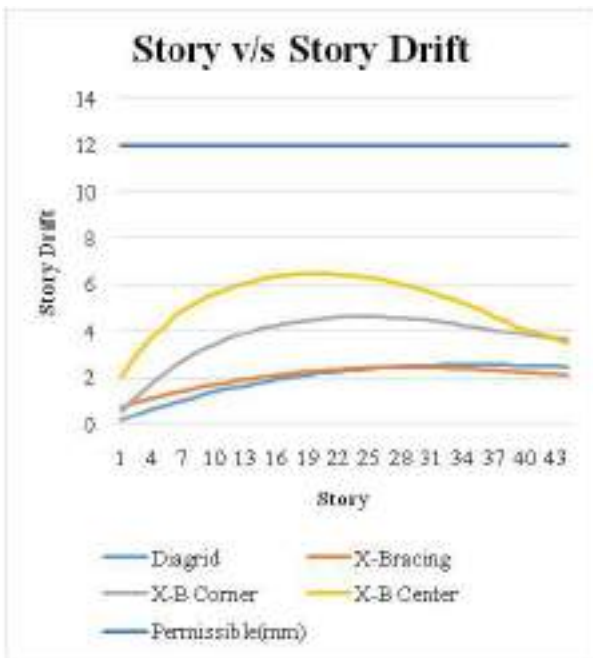 Story v/s Story Drift
14
12
10
8
6
4
2
0
Story Drift
1 4 7 10 13 16 19 22 25 28 31 34 37 40 43
Story
Diagrid X-Bracing
X-B Corner X-B Center
Permissible(mm)